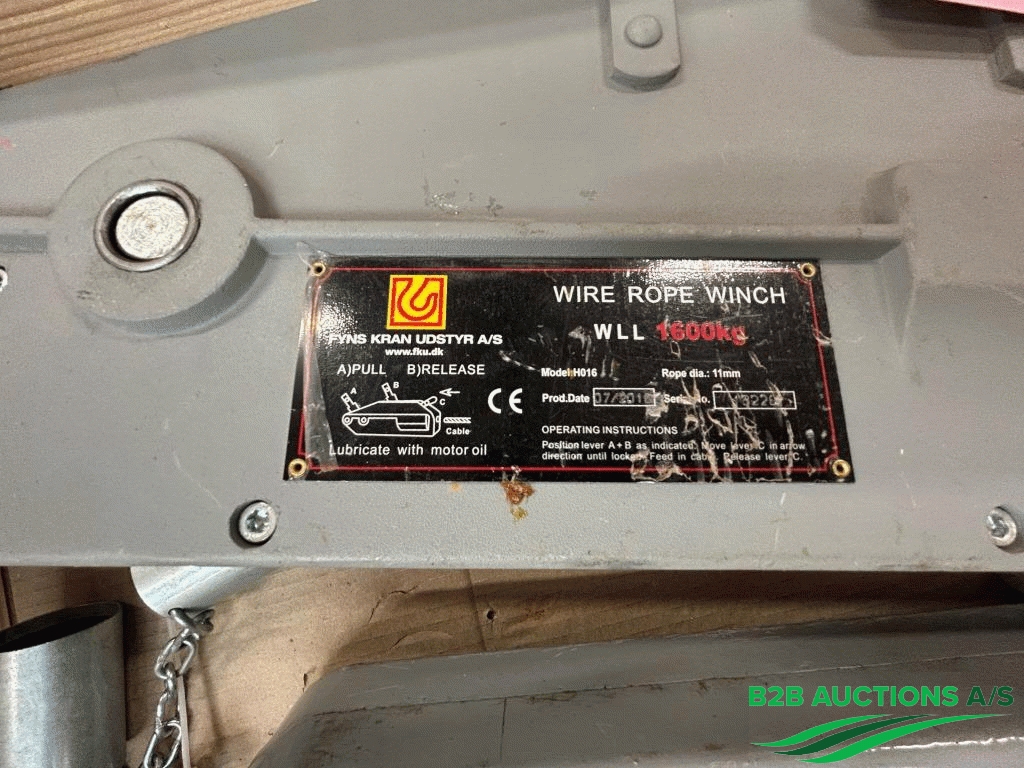 FYNS KRAN UDSTYR A/S
www.fku.dk
A)PULL B)RELEASE
A
B
C
Cable
CE
Lubricate with motor oil
WIRE ROPE WINCH
WLL 1600kg
Model:H016 Rope dia.: 11mm
Prod.Date 07/2016 Serial No.
OPERATING INSTRUCTIONS
Position lever A+B as indicated. Move lever C in arrow
direction until locked. Feed in cable. Release lever C.
B2B AUCTIONS A/S